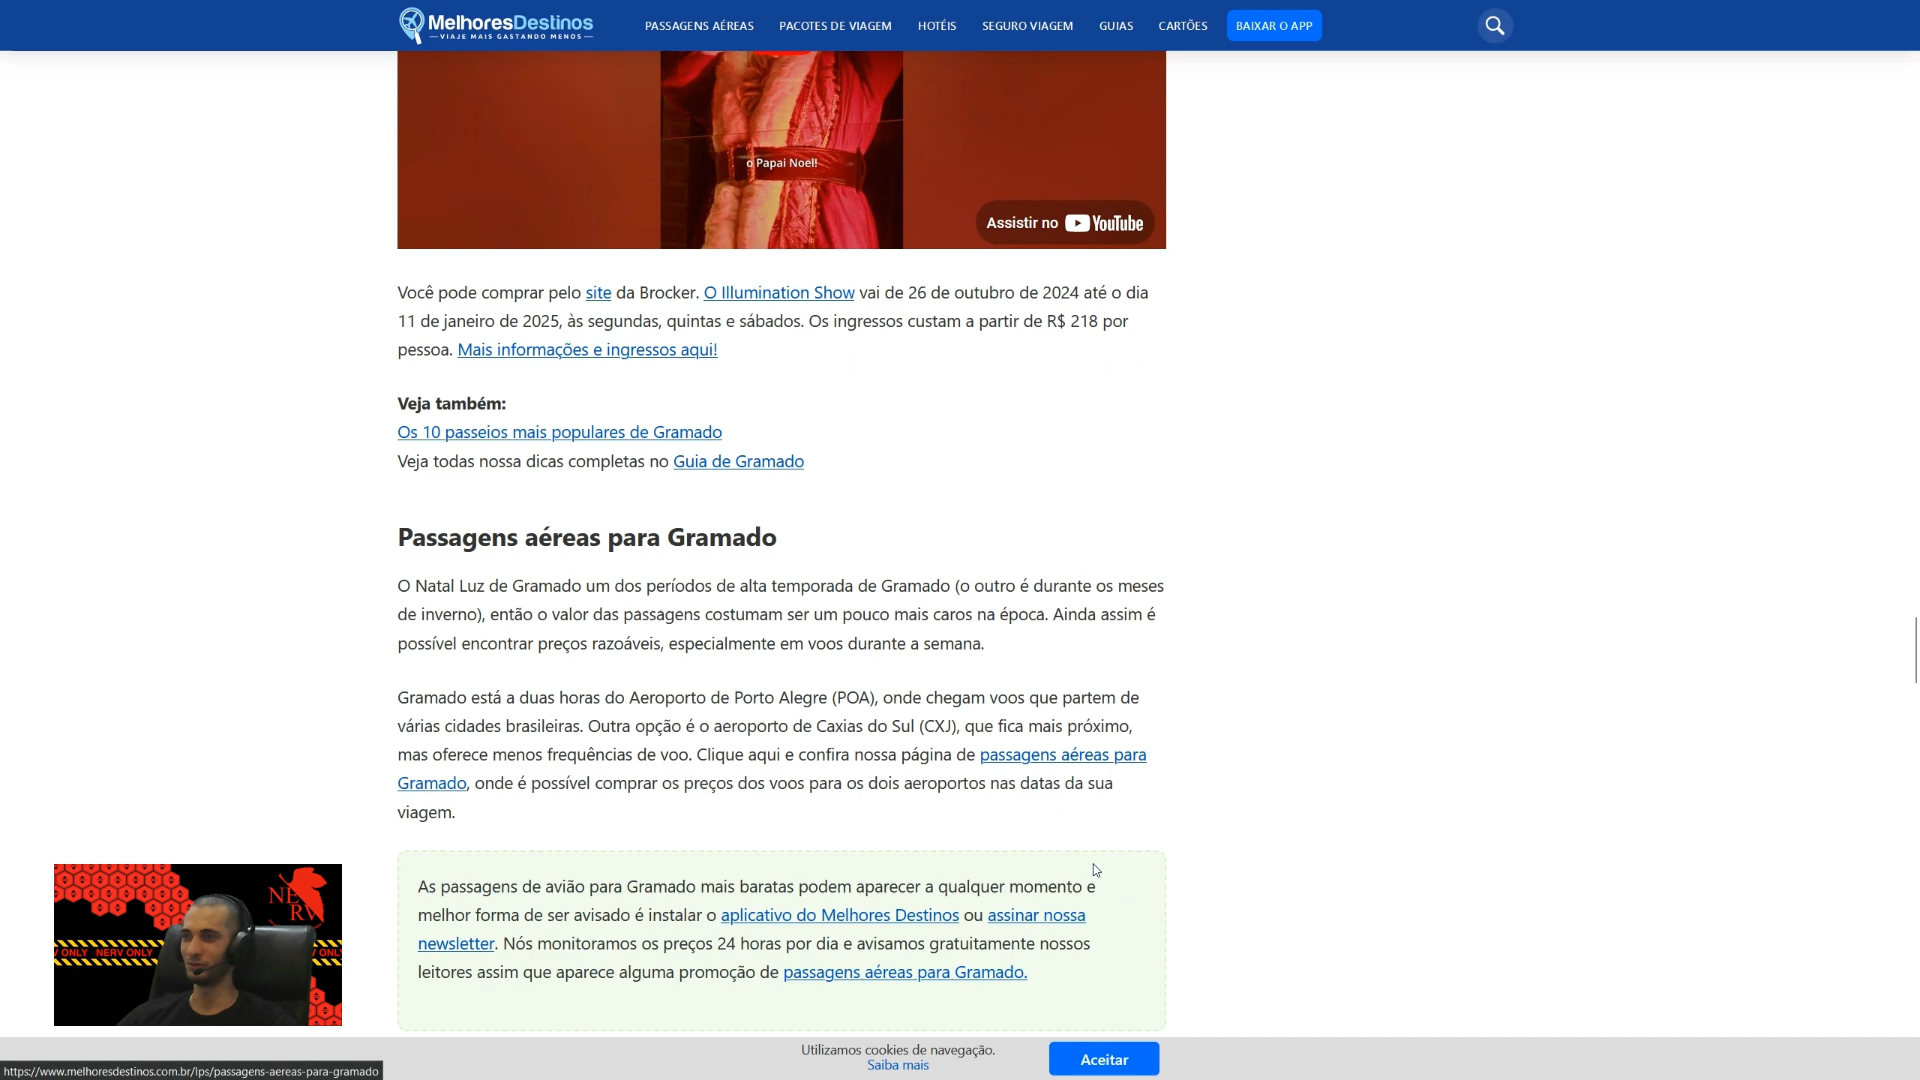 MelhoresDestinos
VIAJE MAIS GASTANDO MENOS
PASSAGENS AÉREAS
PACOTES DE VIAGEM
HOTÉIS
SEGURO VIAGEM
GUIAS
CARTÕES
BAIXAR O APP
o Papai Noel!
Assistir no YouTube
Você pode comprar pelo site da Brocker. O Illumination Show vai de 26 de outubro de 2024 até o dia
11 de janeiro de 2025, às segundas, quintas e sábados. Os ingressos custam a partir de R$ 218 por
pessoa. Mais informações e ingressos aqui!
Veja também:
Os 10 passeios mais populares de Gramado
Veja todas nossa dicas completas no Guia de Gramado
Passagens aéreas para Gramado
O Natal Luz de Gramado um dos períodos de alta temporada de Gramado (o outro é durante os meses
de inverno), então o valor das passagens costumam ser um pouco mais caros na época. Ainda assim é
possível encontrar preços razoáveis, especialmente em voos durante a semana.
Gramado está a duas horas do Aeroporto de Porto Alegre (POA), onde chegam voos que partem de
várias cidades brasileiras. Outra opção é o aeroporto de Caxias do Sul (CXJ), que fica mais próximo,
mas oferece menos frequências de voo. Clique aqui e confira nossa página de passagens aéreas para
Gramado, onde é possível comprar os preços dos voos para os dois aeroportos nas datas da sua
viagem.
As passagens de avião para Gramado mais baratas podem aparecer a qualquer momento e
melhor forma de ser avisado é instalar o aplicativo do Melhores Destinos ou assinar nossa
newsletter. Nós monitoramos os preços 24 horas por dia e avisamos gratuitamente nossos
leitores assim que aparece alguma promoção de passagens aéreas para Gramado.
NERV
ONLY NERV ONLY
ONLY
Utilizamos cookies de navegação.
Saiba mais
Aceitar
https://www.melhoresdestinos.com.br/lps/passagens-aereas-para-gramado